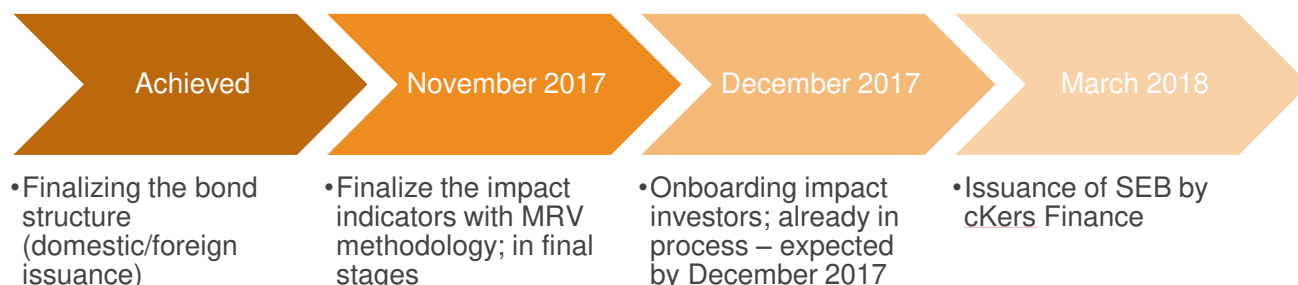 Achieved
November 2017
December 2017
March 2018
•Finalizing the bond
structure
(domestic/foreign
issuance)
•Finalize the impact
indicators with MRV
methodology; in final
stages
•Onboarding impact
investors; already in
process – expected
by December 2017
•Issuance of SEB by
cKers Finance